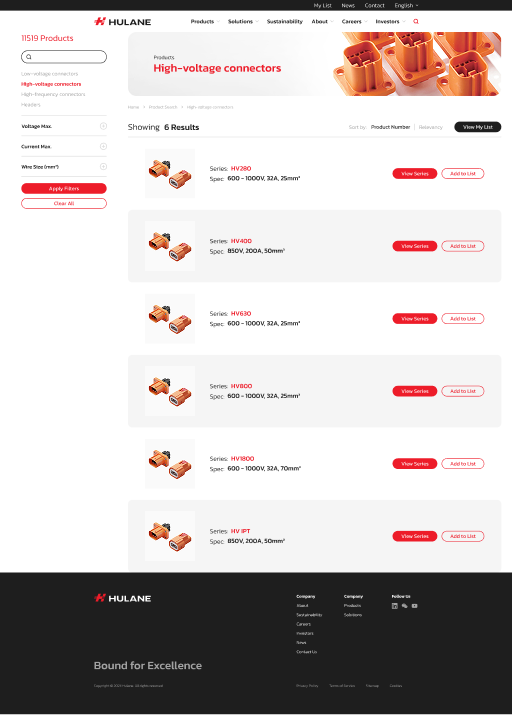 My List News Contact English
HULANE
Products Solutions Sustainability About Careers Investors
11519 Products
Low-voltage connectors
High-voltage connectors
High-frequency connectors
Headers
Voltage Max.
Current Max.
Wire Size (mm²)
Apply Filters
Clear All
Products
High-voltage connectors
Home > Product Search > High voltage connectors
Showing 6 Results
Sort by: Product Number | Relevancy
View My List
Series: HV280
Spec: 600 - 1000V, 32A, 25mm²
View Series Add to List
Series: HV400
Spec: 850V, 200A, 50mm²
View Series Add to List
Series: HV630
Spec: 600 - 1000V, 32A, 25mm²
View Series Add to List
Series: HV800
Spec: 600 - 1000V, 32A, 25mm²
View Series Add to List
Series: HV1800
Spec: 600 - 1000V, 32A, 70mm²
View Series Add to List
Series: HV IPT
Spec: 850V, 200A, 50mm²
View Series Add to List
HULANE
Company
About
Sustainability
Careers
Investors
News
Contact Us
Company
Products
Solutions
Follow Us
Bound for Excellence
Privacy Policy Terms of Service Sitemap Cookies